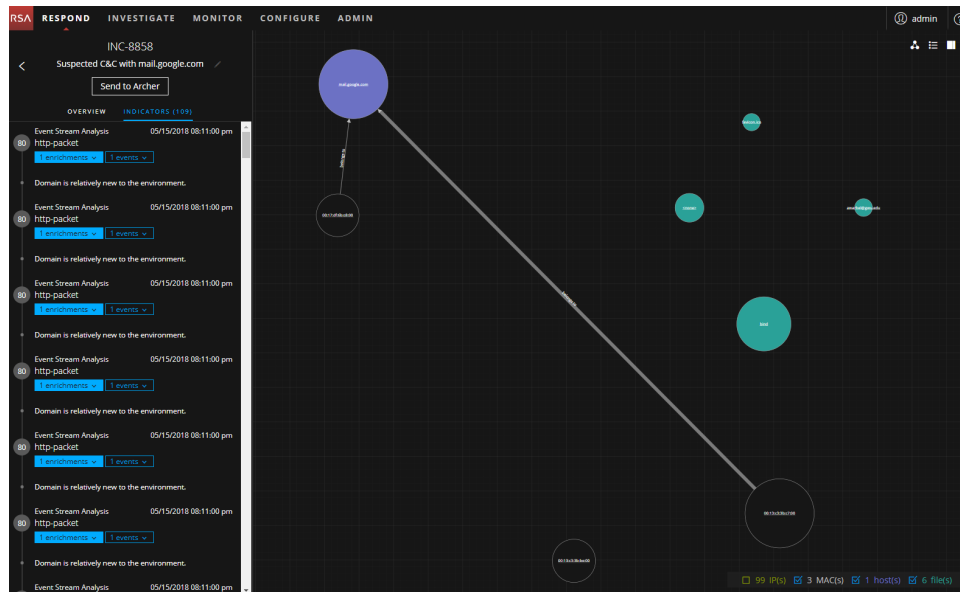 RSA RESPOND INVESTIGATE MONITOR CONFIGURE ADMIN admin
INC-8858
Suspected C&C with mail.google.com
Send to Archer
OVERVIEW INDICATORS (109)
Event Stream Analysis 05/15/2018 08:11:00 pm
80 http-packet
1 enrichments 1 events
Domain is relatively new to the environment.
Event Stream Analysis 05/15/2018 08:11:00 pm
80 http-packet
1 enrichments 1 events
Domain is relatively new to the environment.
Event Stream Analysis 05/15/2018 08:11:00 pm
80 http-packet
1 enrichments 1 events
Domain is relatively new to the environment.
Event Stream Analysis 05/15/2018 08:11:00 pm
80 http-packet
1 enrichments 1 events
Domain is relatively new to the environment.
Event Stream Analysis 05/15/2018 08:11:00 pm
80 http-packet
1 enrichments 1 events
Domain is relatively new to the environment.
Event Stream Analysis 05/15/2018 08:11:00 pm
80 http-packet
1 enrichments 1 events
Domain is relatively new to the environment.
Event Stream Analysis 05/15/2018 08:11:00 pm
mail.google.com
belongs to
belongs to
99 IP(s) 3 MAC(s) 1 host(s) 6 file(s)